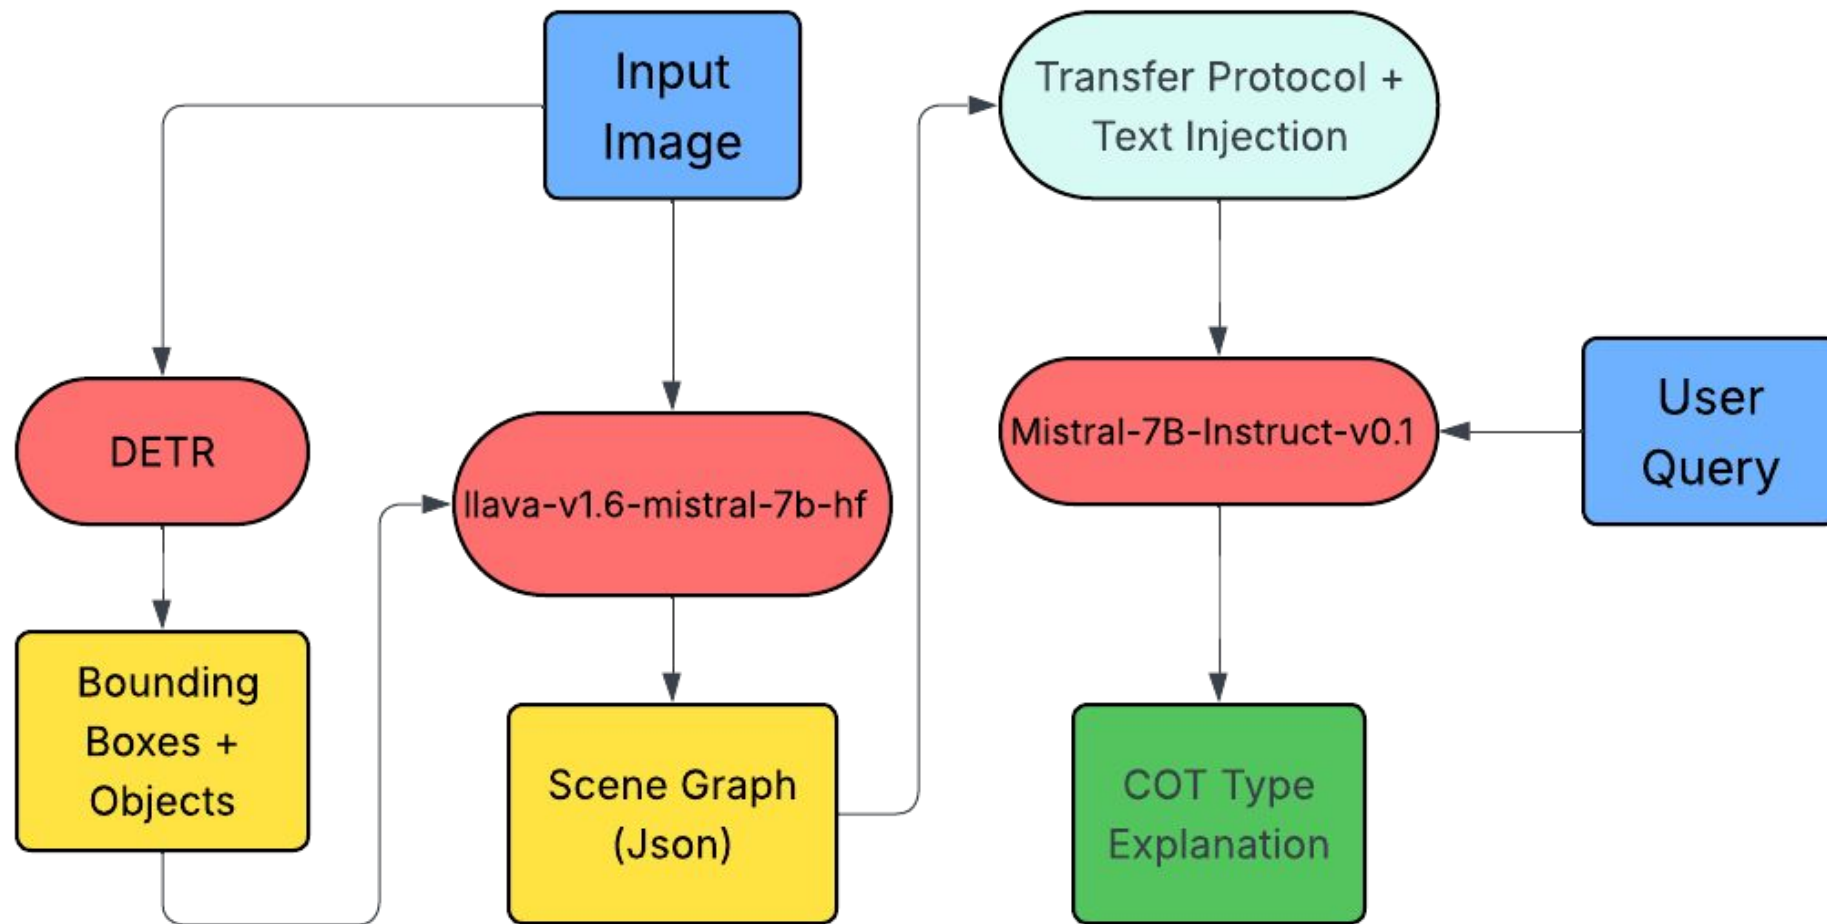 Input
Image
Transfer Protocol +
Text Injection
DETR
llava-v1.6-mistral-7b-hf
Mistral-7B-Instruct-v0.1
User
Query
Bounding
Boxes +
Objects
Scene Graph
(Json)
COT Type
Explanation